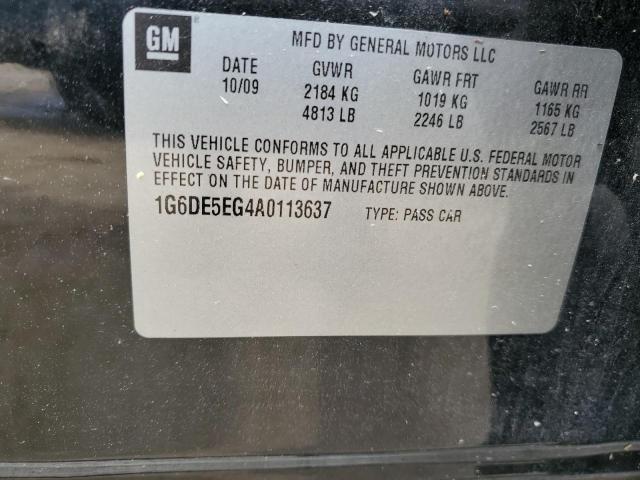 GM
MFD BY GENERAL MOTORS LLC
DATE GVWR GAWR FRT GAWR RR
10/09 2184 KG 1019 KG 1165 KG
4813 LB 2246 LB 2567 LB
THIS VEHICLE CONFORMS TO ALL APPLICABLE U.S. FEDERAL MOTOR
VEHICLE SAFETY, BUMPER, AND THEFT PREVENTION STANDARDS IN
EFFECT ON THE DATE OF MANUFACTURE SHOWN ABOVE.
1G6DE5EG4A0113637 TYPE: PASS CAR